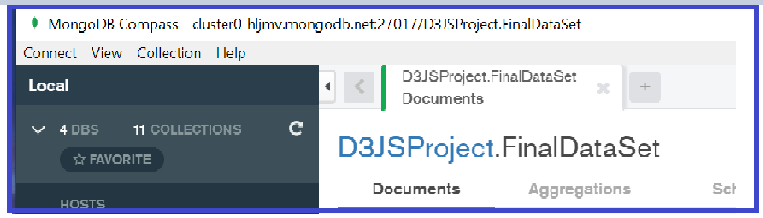 MongoDB Compass - cluster0-hljmv.mongodb.net:27017/D3JSProject.FinalDataSet
Connect View Collection Help
Local
D3JSProject.FinalDataSet
Documents
4 DBS 11 COLLECTIONS
FAVORITE
D3JSProject.FinalDataSet
Documents Aggregations Sch
HOSTS